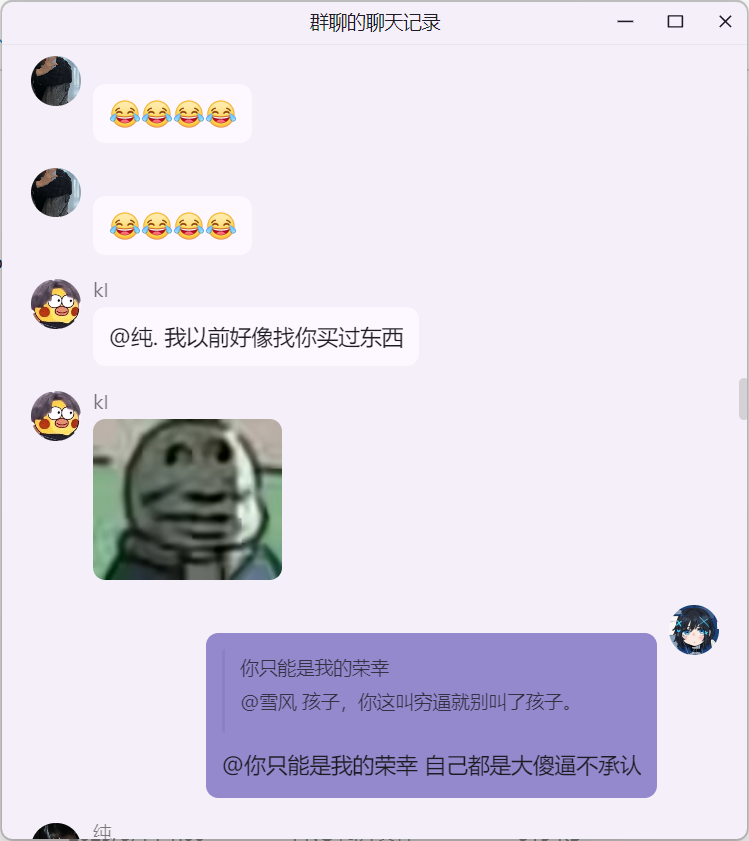 群聊的聊天记录
😂😂😂😂
😂😂😂😂
kl
@纯. 我以前好像找你买过东西
kl
你只能是我的荣幸
@雪风 孩子，你这叫穷逼就别叫了孩子。
@你只能是我的荣幸 自己都是大傻逼不承认
纯.